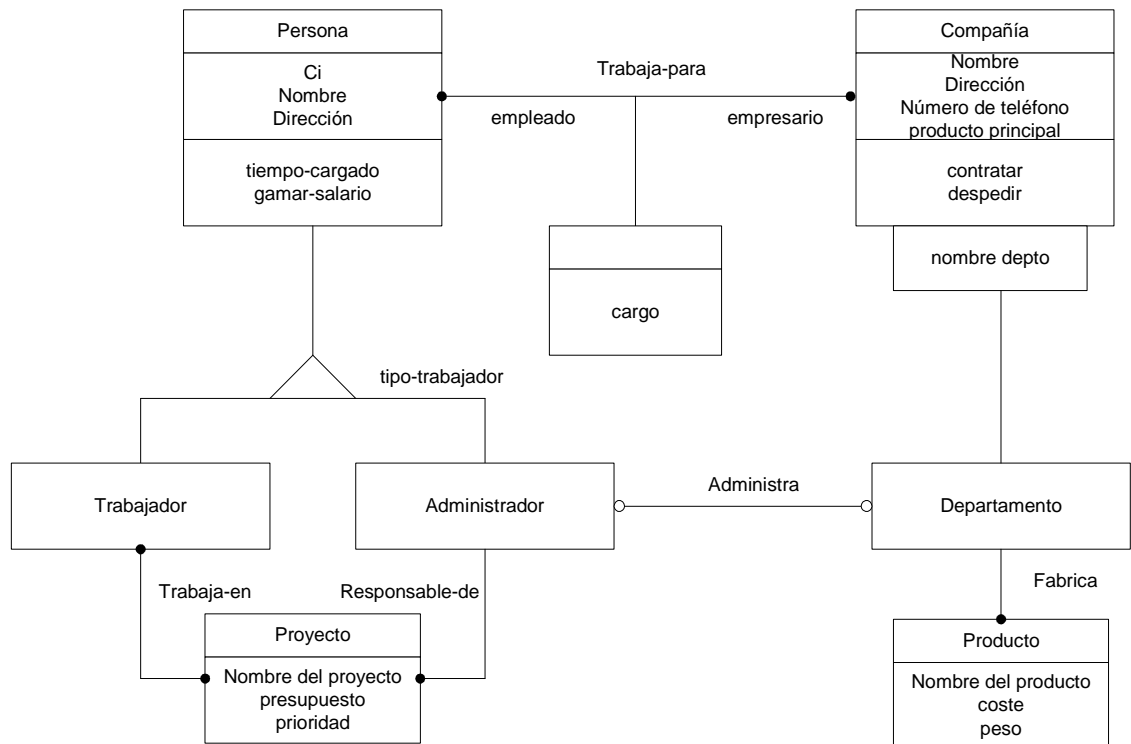 Persona
Ci
Nombre
Dirección
tiempo-cargado
gamar-salario
Trabaja-para
empleado
empresario
Compañía
Nombre
Dirección
Número de teléfono
producto principal
contratar
despedir
nombre depto
cargo
tipo-trabajador
Trabajador
Administrador
Administra
Departamento
Trabaja-en
Responsable-de
Fabrica
Proyecto
Nombre del proyecto
presupuesto
prioridad
Producto
Nombre del producto
coste
peso